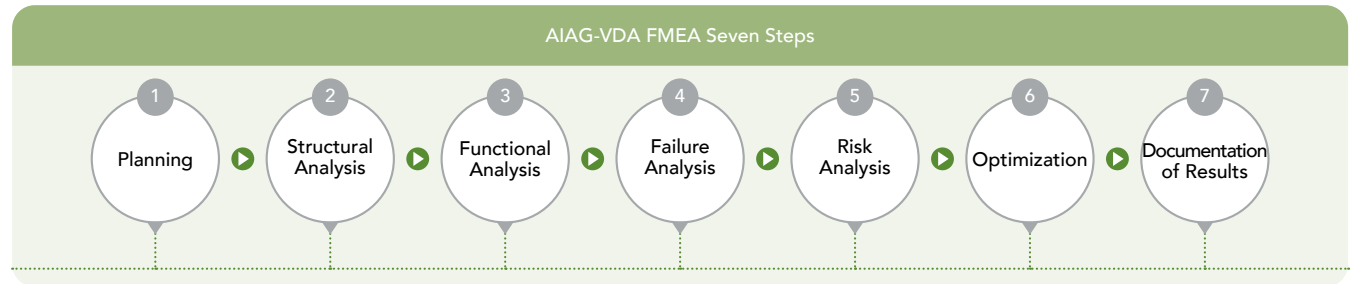 AIAG-VDA FMEA Seven Steps
1
2
3
4
5
6
7
Planning
Structural
Analysis
Functional
Analysis
Failure
Analysis
Risk
Analysis
Optimization
Documentation
of Results